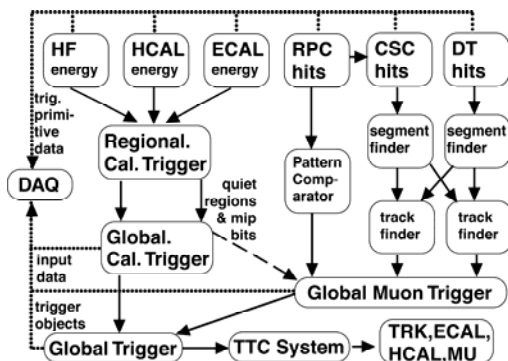 HF
energy
HCAL
energy
ECAL
energy
RPC
hits
CSC
hits
DT
hits
trig.
primi-
tive
data
Regional.
Cal. Trigger
segment
finder
segment
finder
Pattern
Comp-
arator
DAQ
quiet
regions
& mip
bits
Global.
Cal. Trigger
track
finder
track
finder
input
data
Global Muon Trigger
trigger
objects
Global Trigger
TTC System
TRK,ECAL,
HCAL,MU